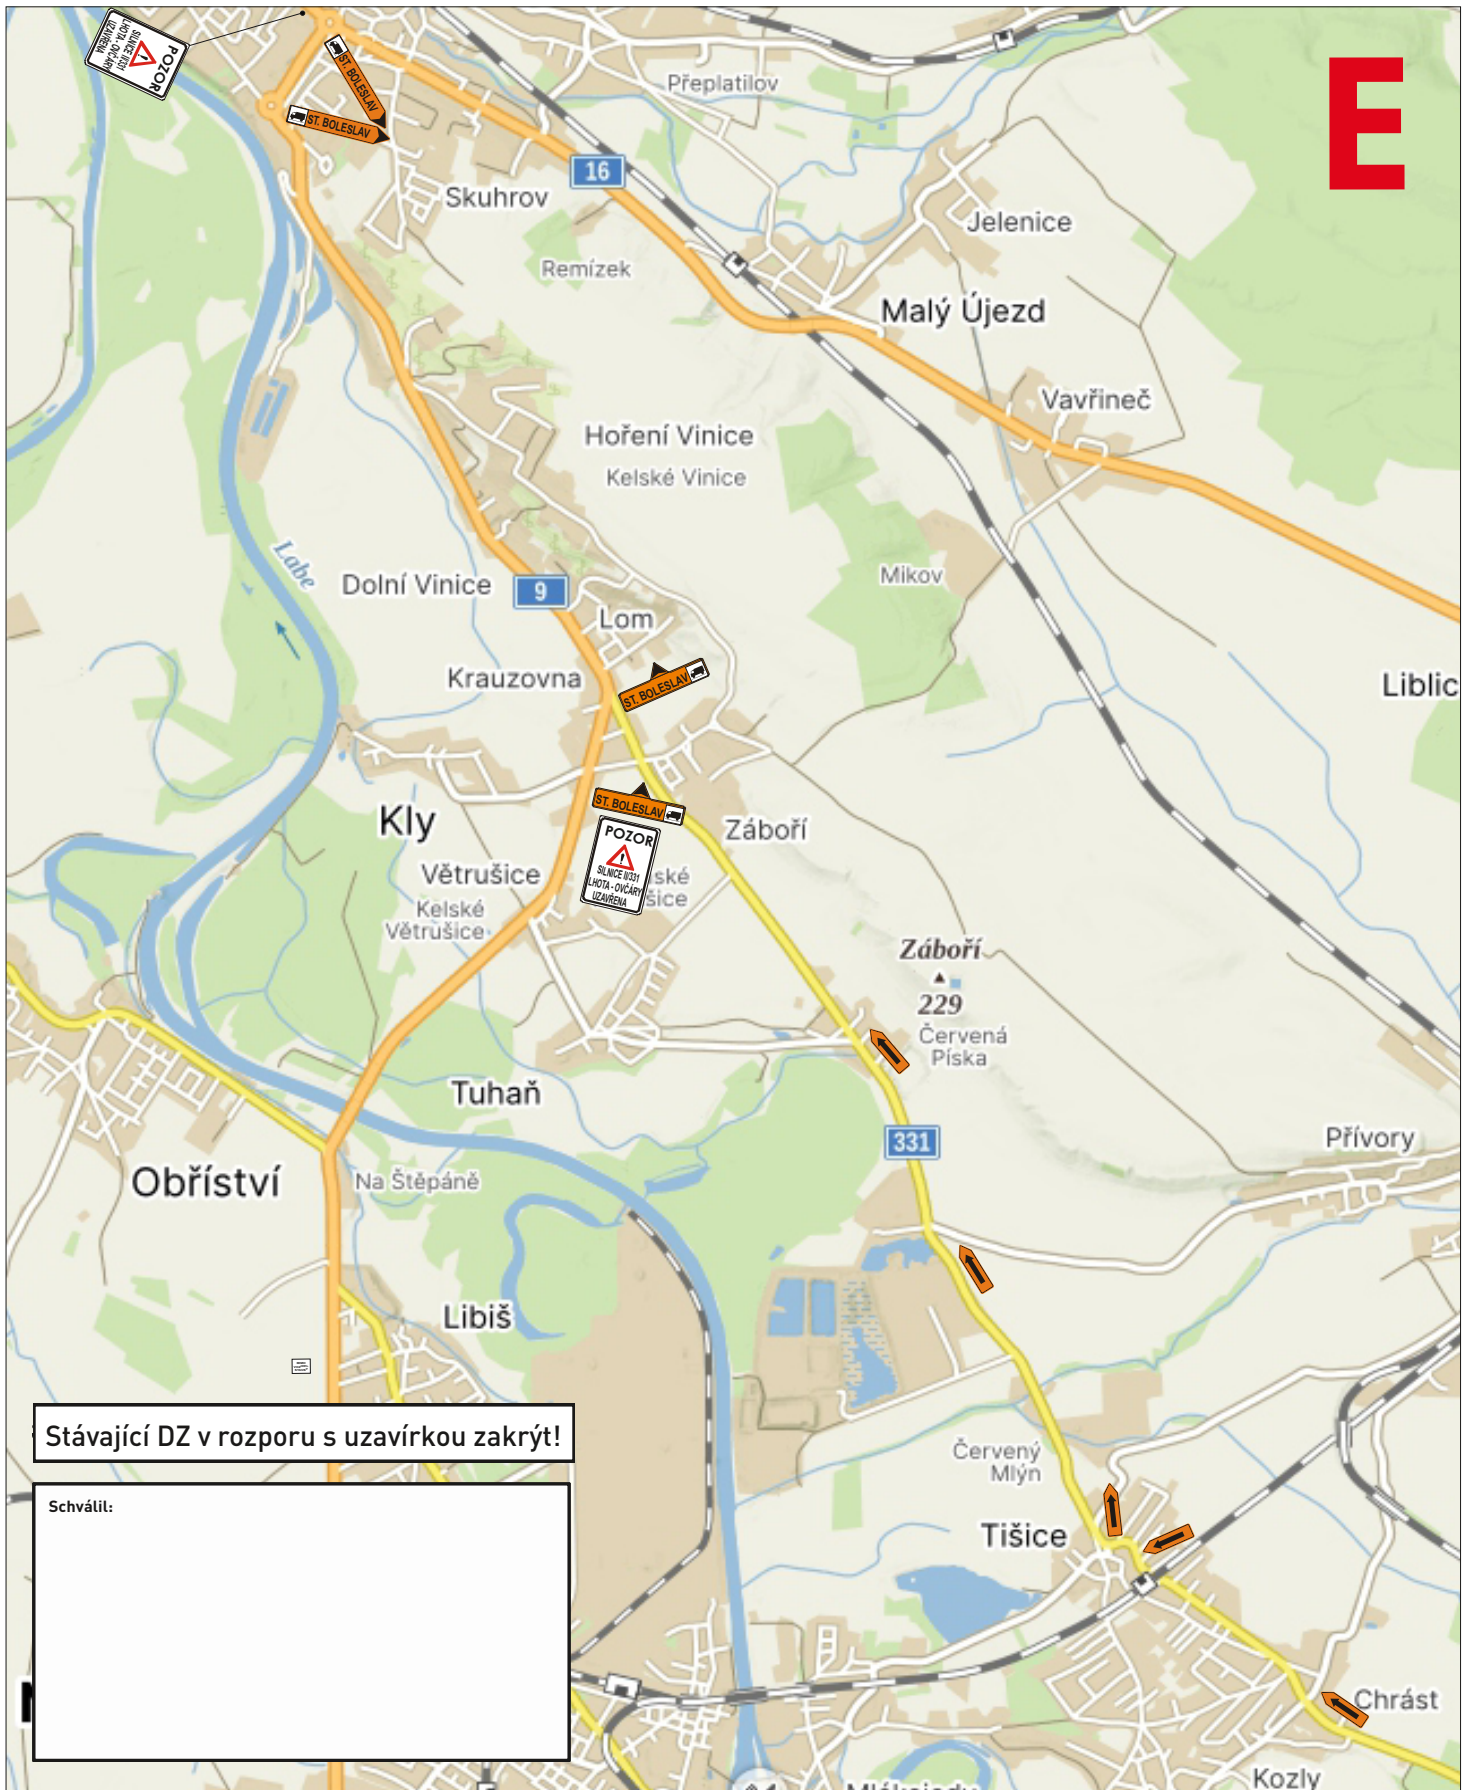 POZOR
SILNICE II/331
LHOTA - OVČÁRY
UZAVŘENA
ST. BOLESLAV
ST. BOLESLAV
E
Přeplatilov
16
Skuhrov
Jelenice
Remízek
Malý Újezd
Vavřineč
Hoření Vinice
Kelské Vinice
Labe
Dolní Vinice
9
Mikov
Lom
Krauzovna
ST. BOLESLAV
Liblic
ST. BOLESLAV
Kly
Záboří
POZOR
SILNICE II/331
LHOTA - OVČÁRY
UZAVŘENA
Větrušice
ské
šice
Kelské
Větrušice
Záboří
229
Červená
Píska
Tuhaň
331
Přívory
Obříství
Na Štěpáně
Libiš
Stávající DZ v rozporu s uzavírkou zakrýt!
Červený
Mlýn
Schválil:
Tišice
Chrást
Kozly